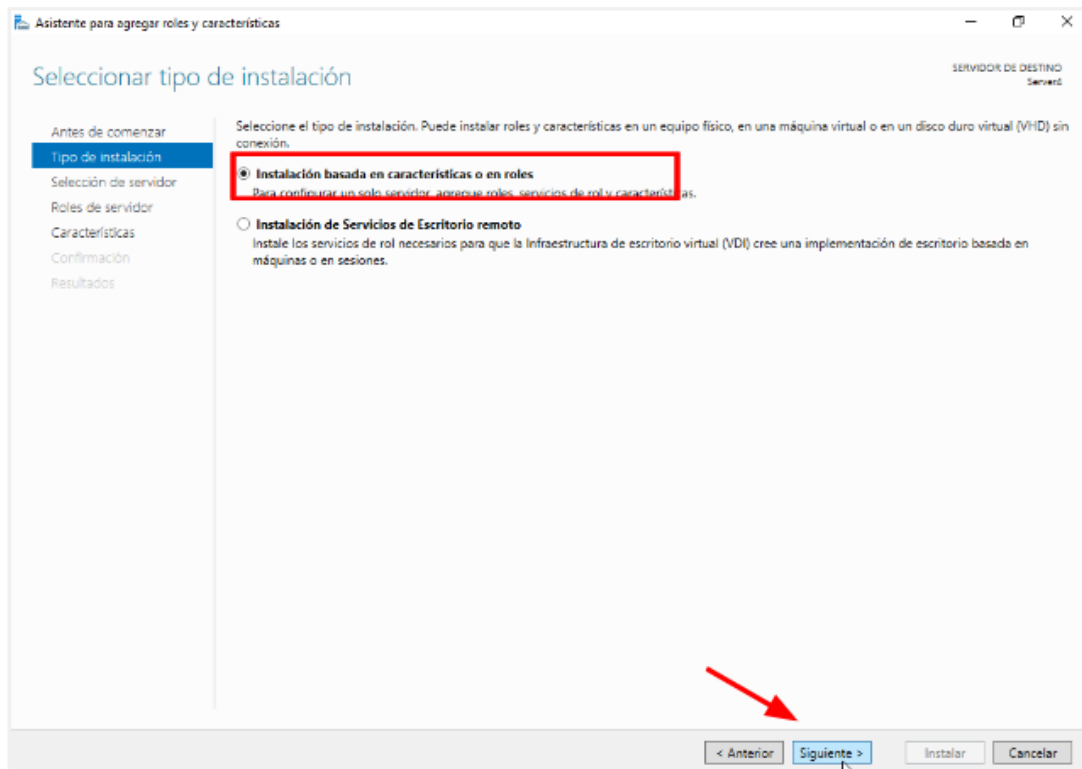 Asistente para agregar roles y características
Seleccionar tipo de instalación
SERVIDOR DE DESTINO
Antes de comenzar
Tipo de instalación
Selección de servidor
Roles de servidor
Características
Confirmación
Resultados
Seleccione el tipo de instalación. Puede instalar roles y características en un equipo físico, en una máquina virtual o en un disco duro virtual (VHD) sin
conexión.
Instalación basada en características o en roles
Para configurar un solo servidor, agregue roles, servicios de rol y características.
Instalación de Servicios de Escritorio remoto
Instale los servicios de rol necesarios para que la Infraestructura de escritorio virtual (VDI) cree una implementación de escritorio basada en
máquinas o en sesiones.
< Anterior
Siguiente >
Instalar
Cancelar